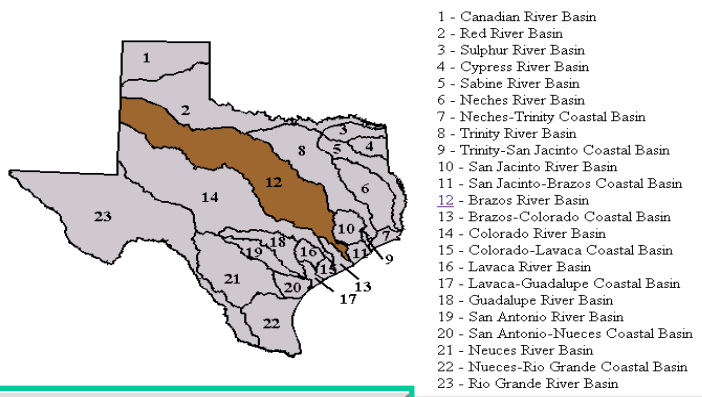 1 - Canadian River Basin
2 - Red River Basin
3 - Sulphur River Basin
4 - Cypress River Basin
5 - Sabine River Basin
6 - Neches River Basin
7 - Neches-Trinity Coastal Basin
8 - Trinity River Basin
9 - Trinity-San Jacinto Coastal Basin
10 - San Jacinto River Basin
11 - San Jacinto-Brazos Coastal Basin
12 - Brazos River Basin
13 - Brazos-Colorado Coastal Basin
14 - Colorado River Basin
15 - Colorado-Lavaca Coastal Basin
16 - Lavaca River Basin
17 - Lavaca-Guadalupe Coastal Basin
18 - Guadalupe River Basin
19 - San Antonio River Basin
20 - San Antonio-Nueces Coastal Basin
21 - Neuces River Basin
22 - Nueces-Rio Grande Coastal Basin
23 - Rio Grande River Basin
1
2
3
4
5
8
12
6
14
23
10
7
18
19
16
11
9
15
21
20
13
17
22